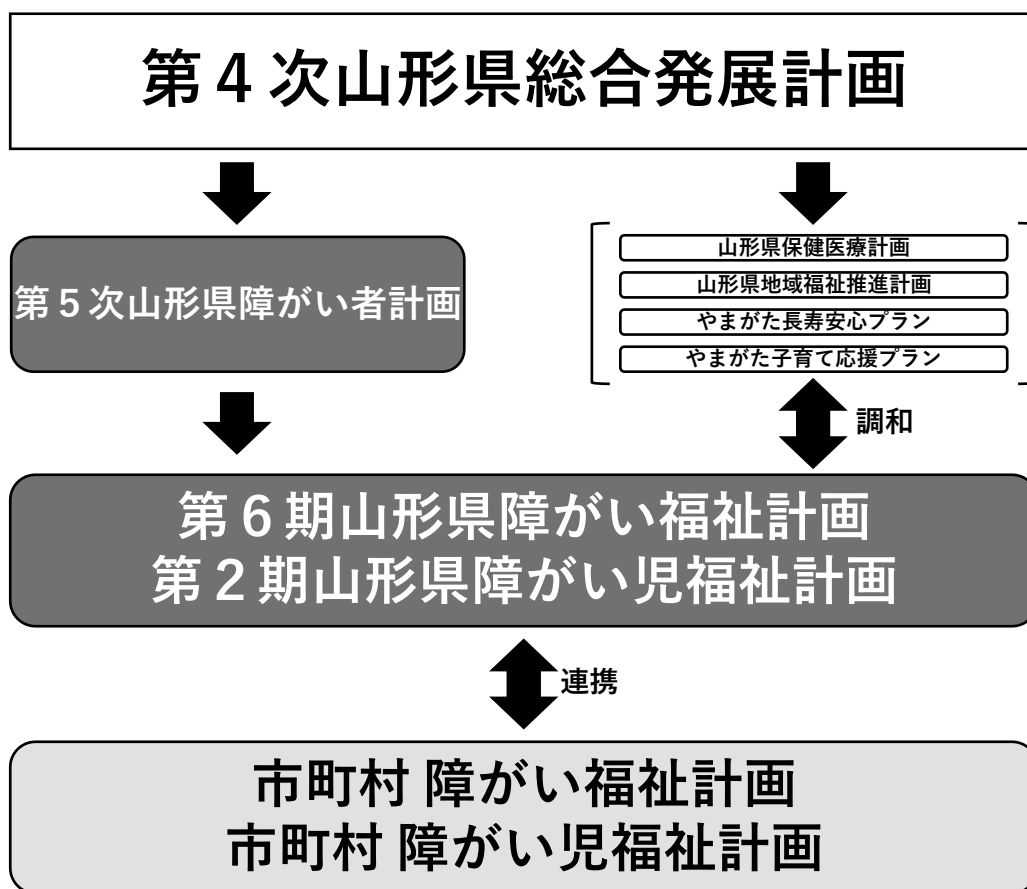 第４次山形県総合発展計画
第５次山形県障がい者計画
山形県保健医療計画
山形県地域福祉推進計画
やまがた長寿安心プラン
やまがた子育て応援プラン
調和
第６期山形県障がい福祉計画
第２期山形県障がい児福祉計画
連携
市町村 障がい福祉計画
市町村 障がい児福祉計画